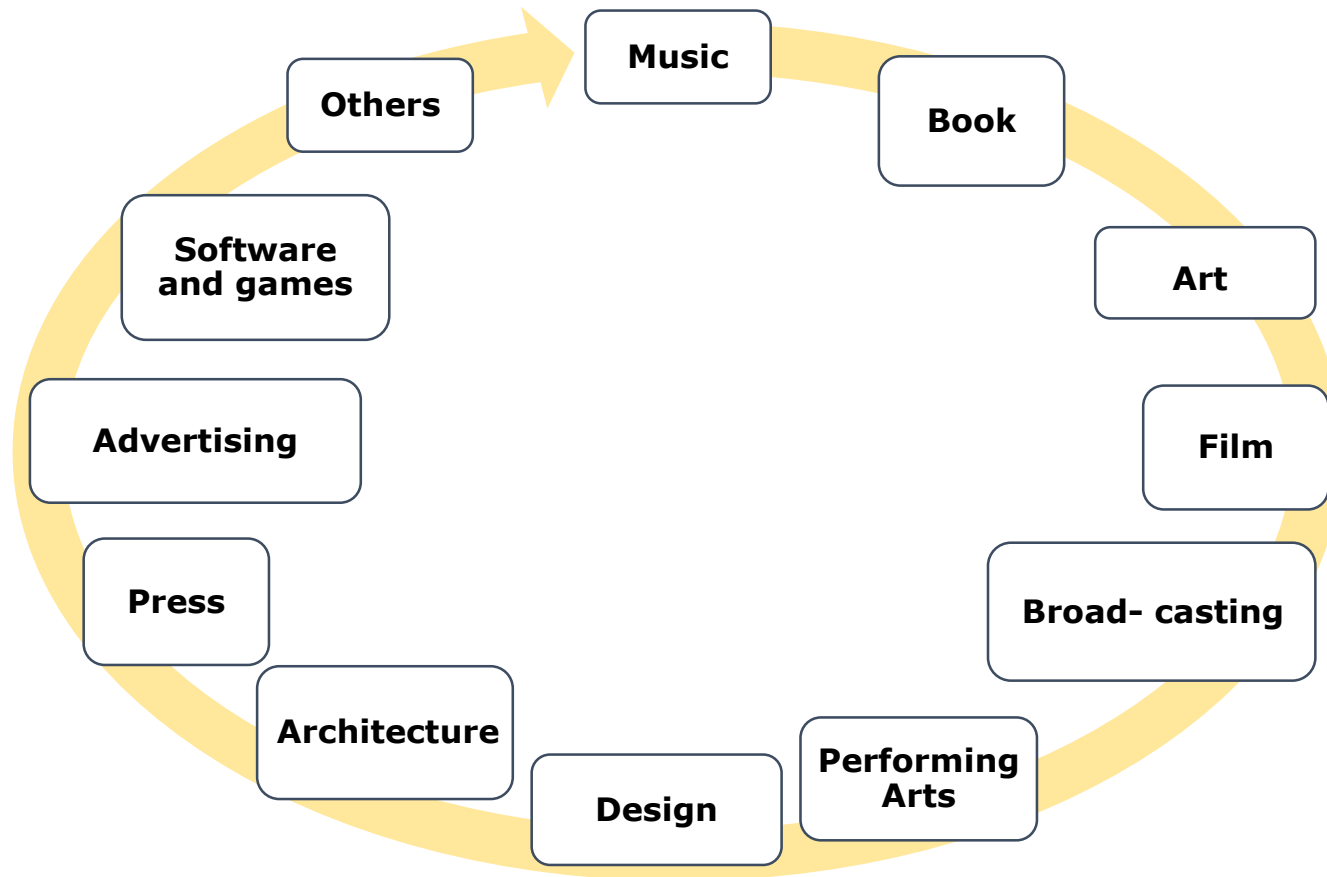 Music
Book
Art
Film
Broad- casting
Performing
Arts
Design
Architecture
Press
Advertising
Software
and games
Others